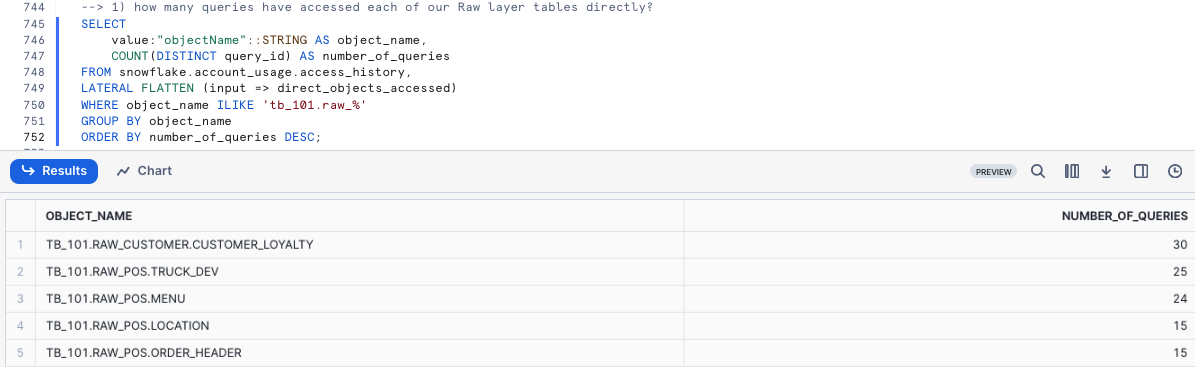 744 --> 1) how many queries have accessed each of our Raw layer tables directly?
745 SELECT
746 value:"objectName"::STRING AS object_name,
747 COUNT(DISTINCT query_id) AS number_of_queries
748 FROM snowflake.account_usage.access_history,
749 LATERAL FLATTEN (input => direct_objects_accessed)
750 WHERE object_name ILIKE 'tb_101.raw_%'
751 GROUP BY object_name
752 ORDER BY number_of_queries DESC;
Results Chart PREVIEW
OBJECT_NAME NUMBER_OF_QUERIES
1 TB_101.RAW_CUSTOMER.CUSTOMER_LOYALTY 30
2 TB_101.RAW_POS.TRUCK_DEV 25
3 TB_101.RAW_POS.MENU 24
4 TB_101.RAW_POS.LOCATION 15
5 TB_101.RAW_POS.ORDER_HEADER 15